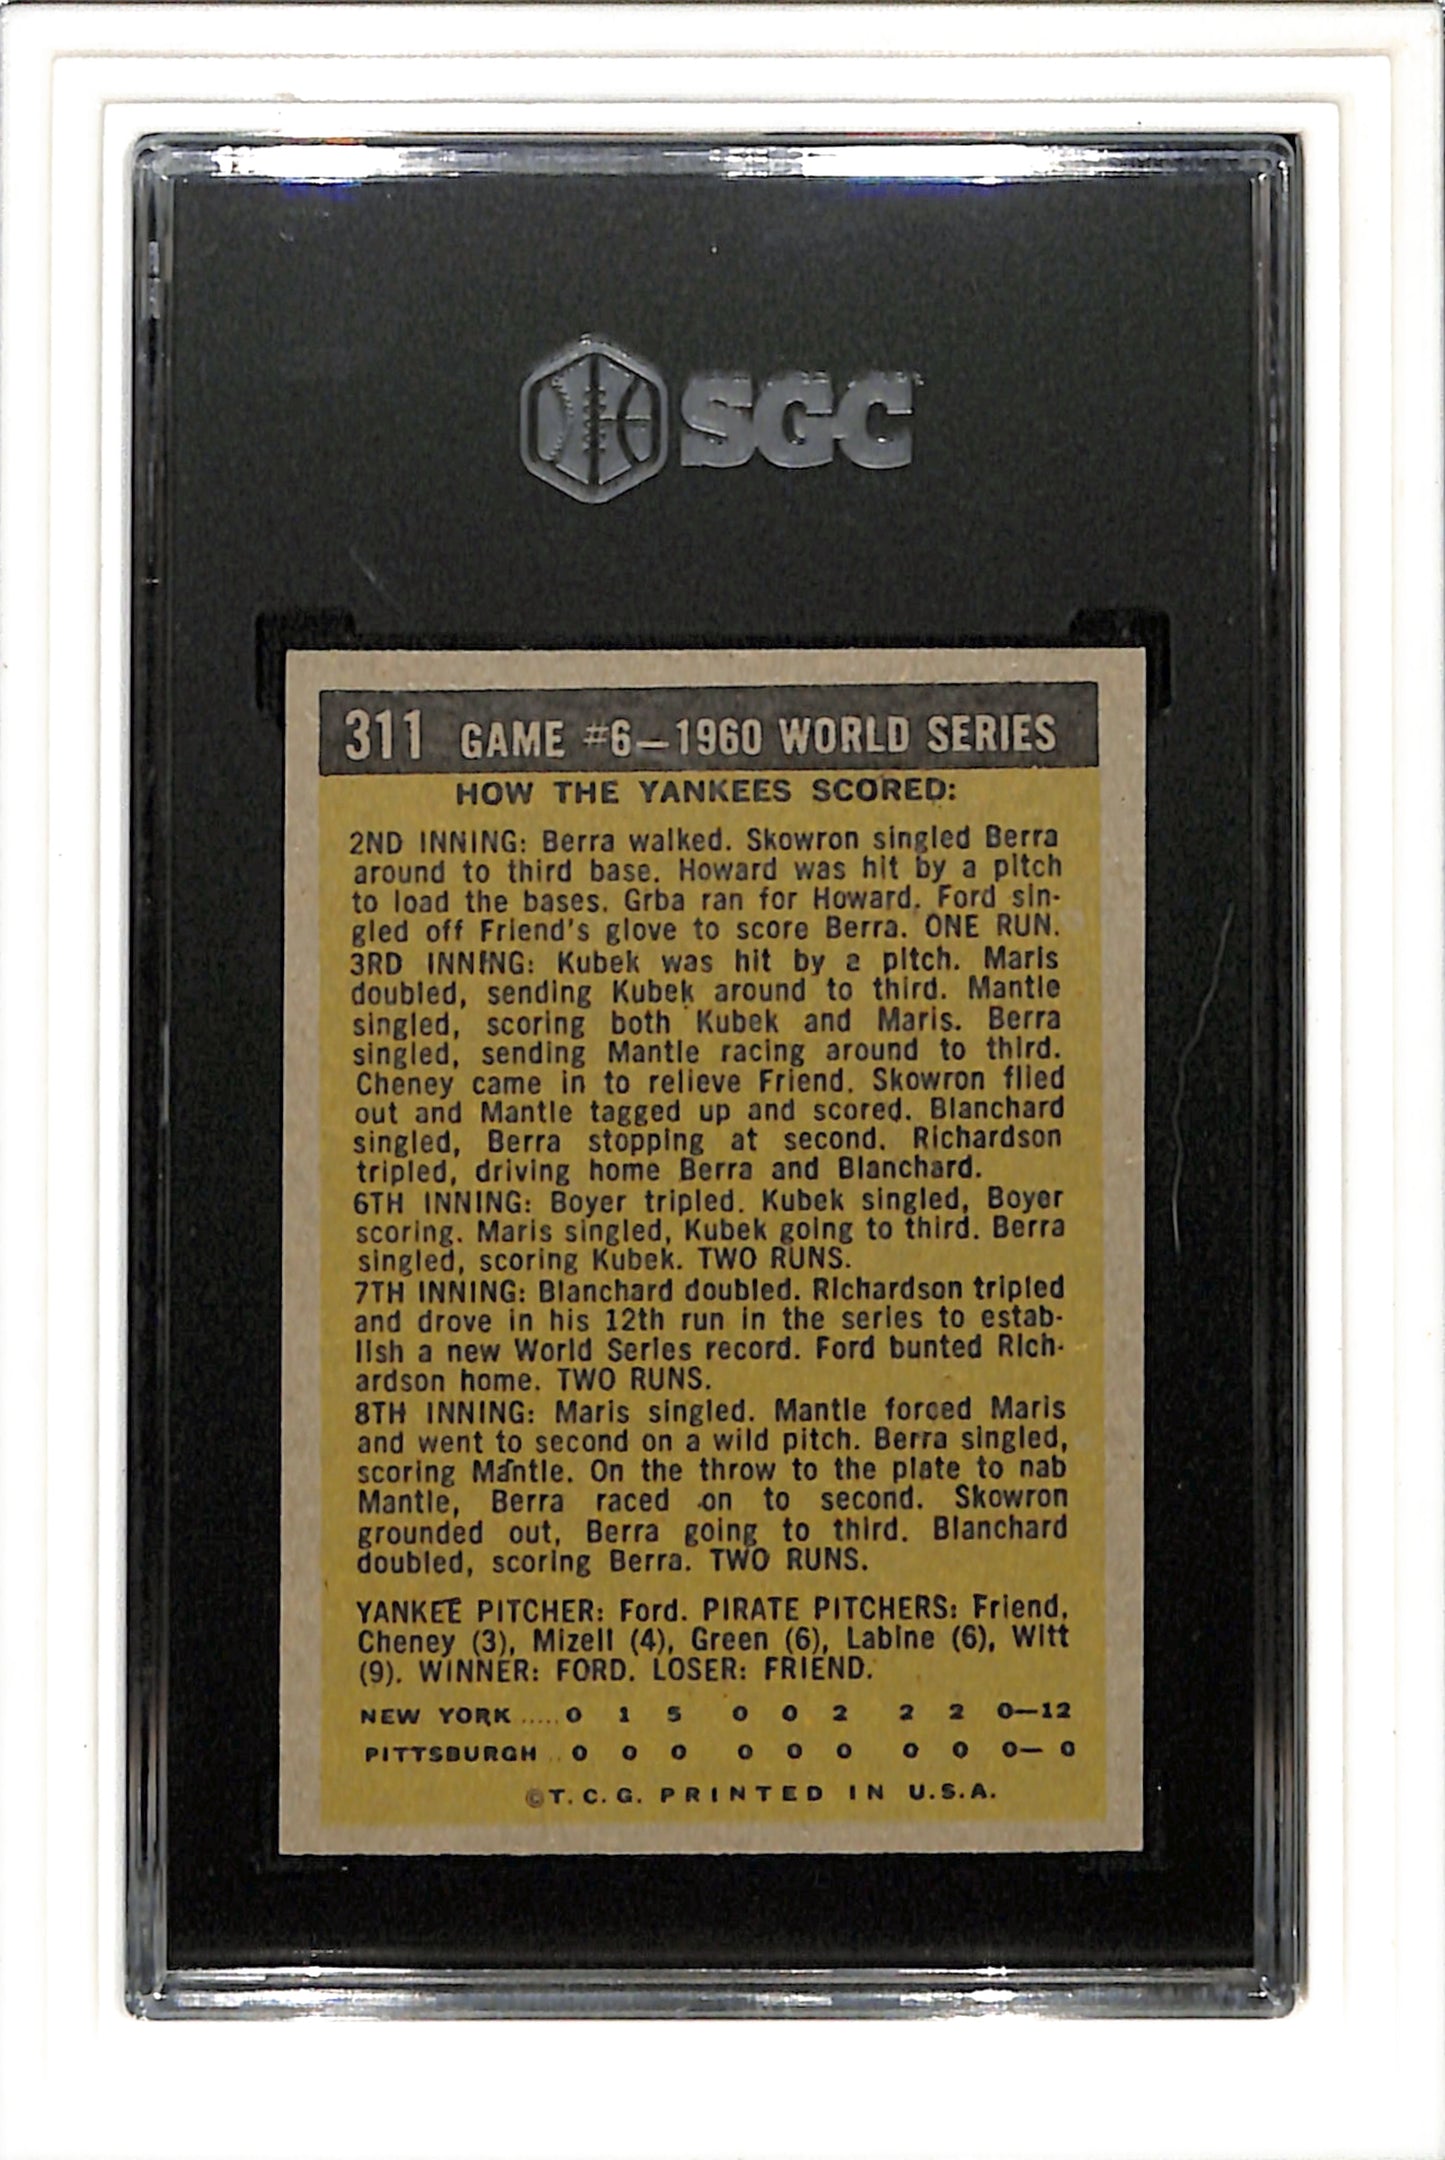 SGC
311 GAME #6—1960 WORLD SERIES
HOW THE YANKEES SCORED:
2ND INNING: Berra walked. Skowron singled Berra
around to third base. Howard was hit by a pitch
to load the bases. Grba ran for Howard. Ford sin-
gled off Friend's glove to score Berra. ONE RUN.
3RD INNING: Kubek was hit by a pitch. Maris
doubled, sending Kubek around to third. Mantle
singled, scoring both Kubek and Maris. Berra
singled, sending Mantle racing around to third.
Cheney came in to relieve Friend. Skowron flied
out and Mantle tagged up and scored. Blanchard
singled, Berra stopping at second. Richardson
tripled, driving home Berra and Blanchard.
6TH INNING: Boyer tripled. Kubek singled, Boyer
scoring. Maris singled, Kubek going to third. Berra
singled, scoring Kubek. TWO RUNS.
7TH INNING: Blanchard doubled. Richardson tripled
and drove in his 12th run in the series to estab-
lish a new World Series record. Ford bunted Rich-
ardson home. TWO RUNS.
8TH INNING: Maris singled. Mantle forced Maris
and went to second on a wild pitch. Berra singled,
scoring Mantle. On the throw to the plate to nab
Mantle, Berra raced on to second. Skowron
grounded out, Berra going to third. Blanchard
doubled, scoring Berra. TWO RUNS.
YANKEE PITCHER: Ford. PIRATE PITCHERS: Friend,
Cheney (3), Mizell (4), Green (6), Labine (6), Witt
(9). WINNER: FORD. LOSER: FRIEND.
NEW YORK .....0 1 5 0 0 2 2 2 0—12
PITTSBURGH ..0 0 0 0 0 0 0 0 0— 0
©T.C.G. PRINTED IN U.S.A.